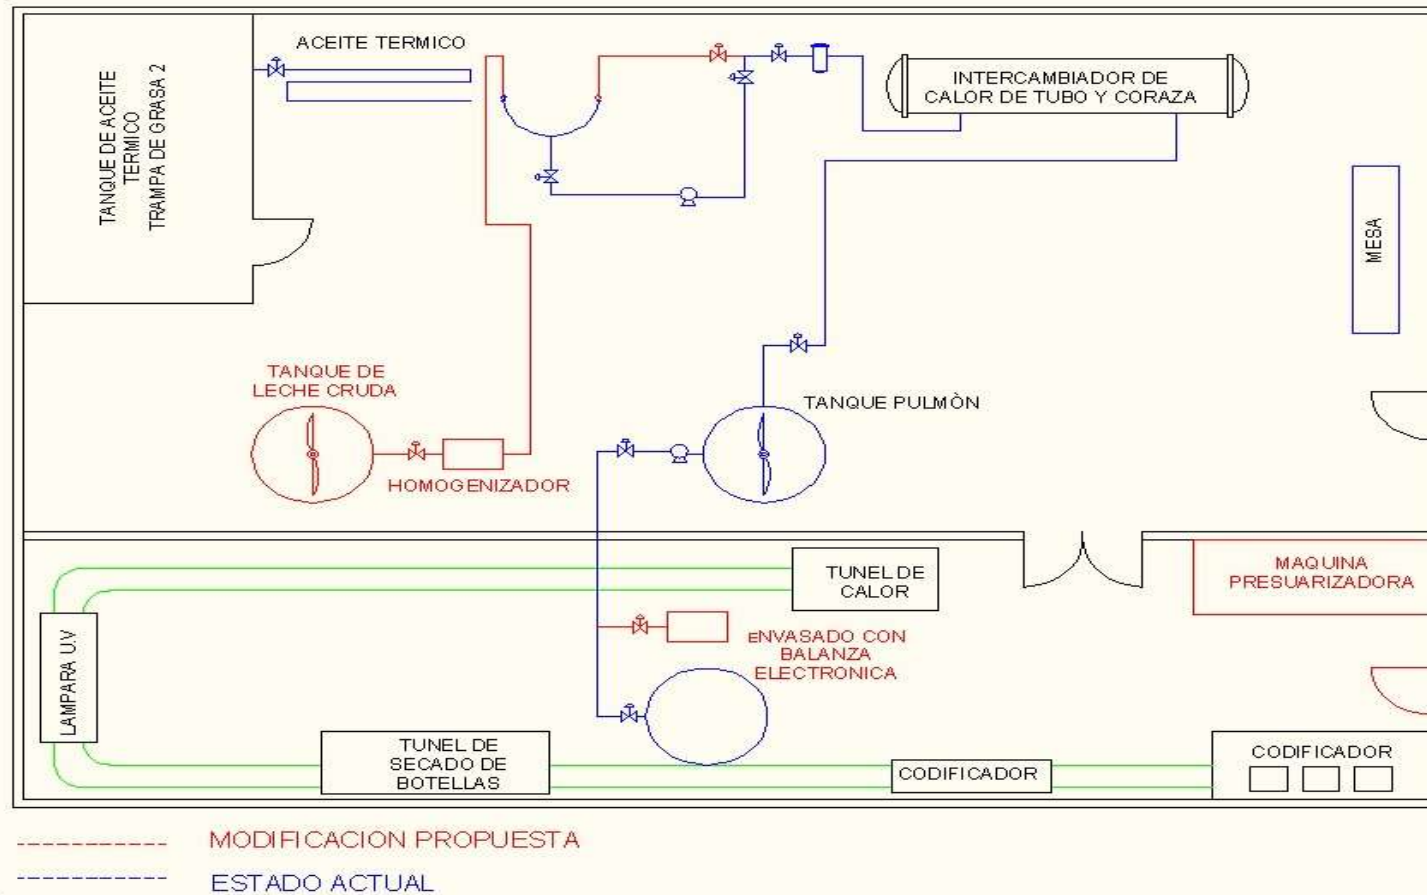 ACEITE TERMICO
TANQUE DE ACEITE
TERMICO
TRAMPA DE GRASA 2
INTERCAMBIADOR DE
CALOR DE TUBO Y CORAZA
MESA
TANQUE DE
LECHE CRUDA
TANQUE PULMÒN
HOMOGENIZADOR
TUNEL DE
CALOR
MAQUINA
PRESUARIZADORA
ENVASADO CON
BALANZA
ELECTRONICA
LAMPARA U.V
TUNEL DE
SECADO DE
BOTELLAS
CODIFICADOR
CODIFICADOR
MODIFICACION PROPUESTA
ESTADO ACTUAL